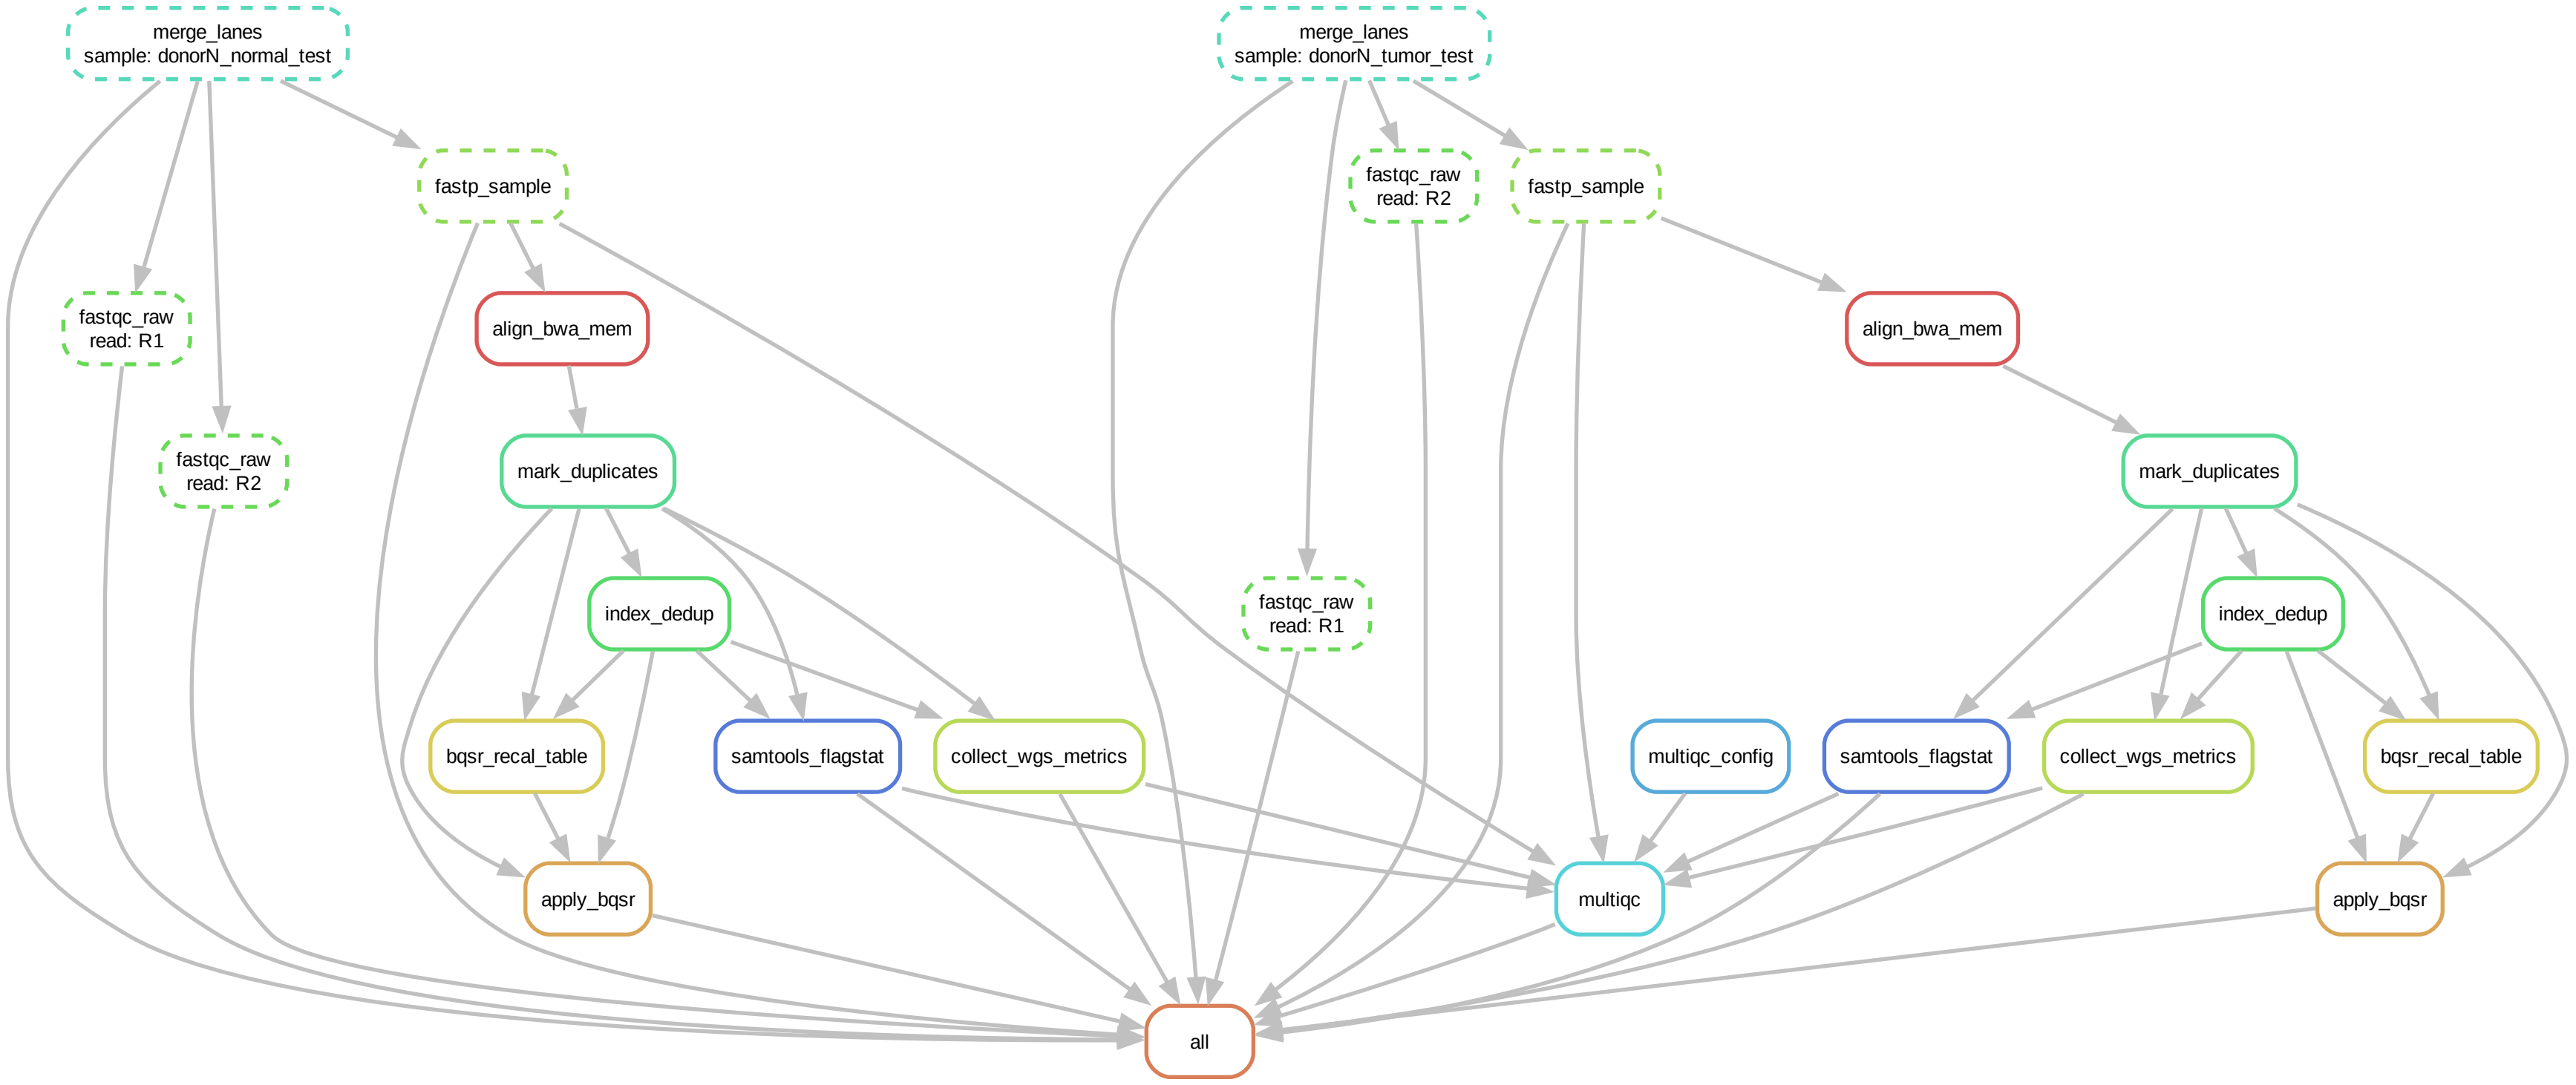 merge_lanes
sample: donorN_normal_test
merge_lanes
sample: donorN_tumor_test
fastp_sample
fastqc_raw
read: R2
fastp_sample
fastqc_raw
read: R1
align_bwa_mem
align_bwa_mem
fastqc_raw
read: R2
mark_duplicates
mark_duplicates
index_dedup
fastqc_raw
read: R1
index_dedup
bqsr_recal_table
samtools_flagstat
collect_wgs_metrics
multiqc_config
samtools_flagstat
collect_wgs_metrics
bqsr_recal_table
apply_bqsr
multiqc
apply_bqsr
all